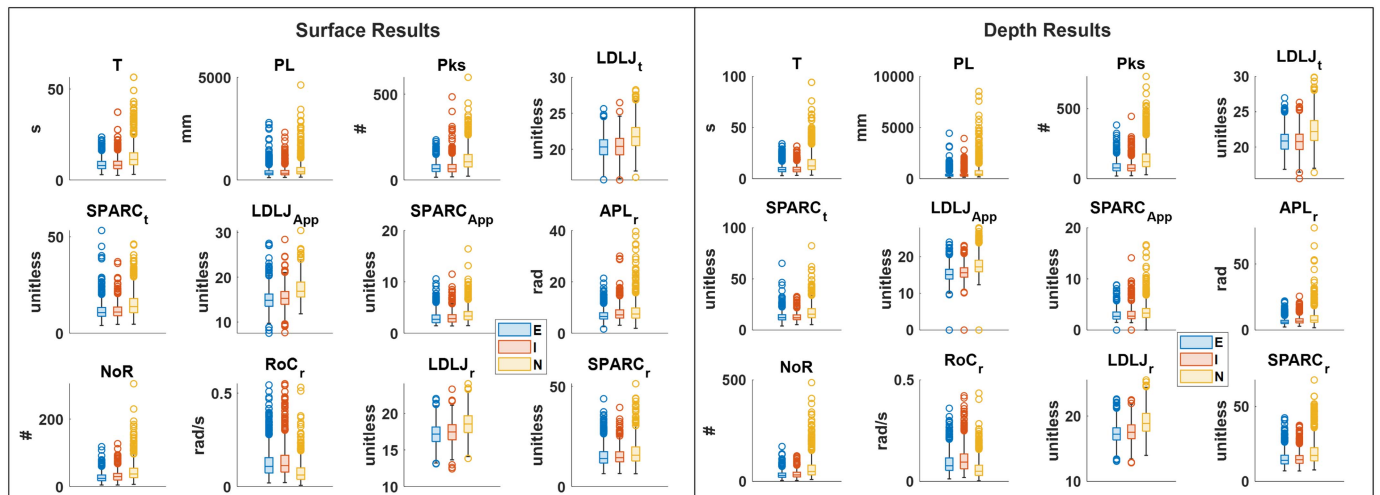 Surface Results
T
50
0
s
PL
5000
0
mm
Pks
500
0
#
LDLJt
30
25
20
unitless
SPARCt
50
0
unitless
LDLJApp
30
20
10
unitless
SPARCApp
20
10
0
unitless
APLr
40
20
0
rad
NoR
200
0
#
RoCr
0.5
0
rad/s
LDLJr
20
15
10
unitless
SPARCr
50
0
unitless
E
I
N
Depth Results
T
100
50
0
s
PL
10000
5000
0
mm
Pks
500
0
#
LDLJt
30
25
20
unitless
SPARCt
100
50
0
unitless
LDLJApp
20
10
0
unitless
SPARCApp
20
10
0
unitless
APLr
50
0
rad
NoR
500
0
#
RoCr
0.5
0
rad/s
LDLJr
20
10
unitless
SPARCr
50
0
unitless
E
I
N